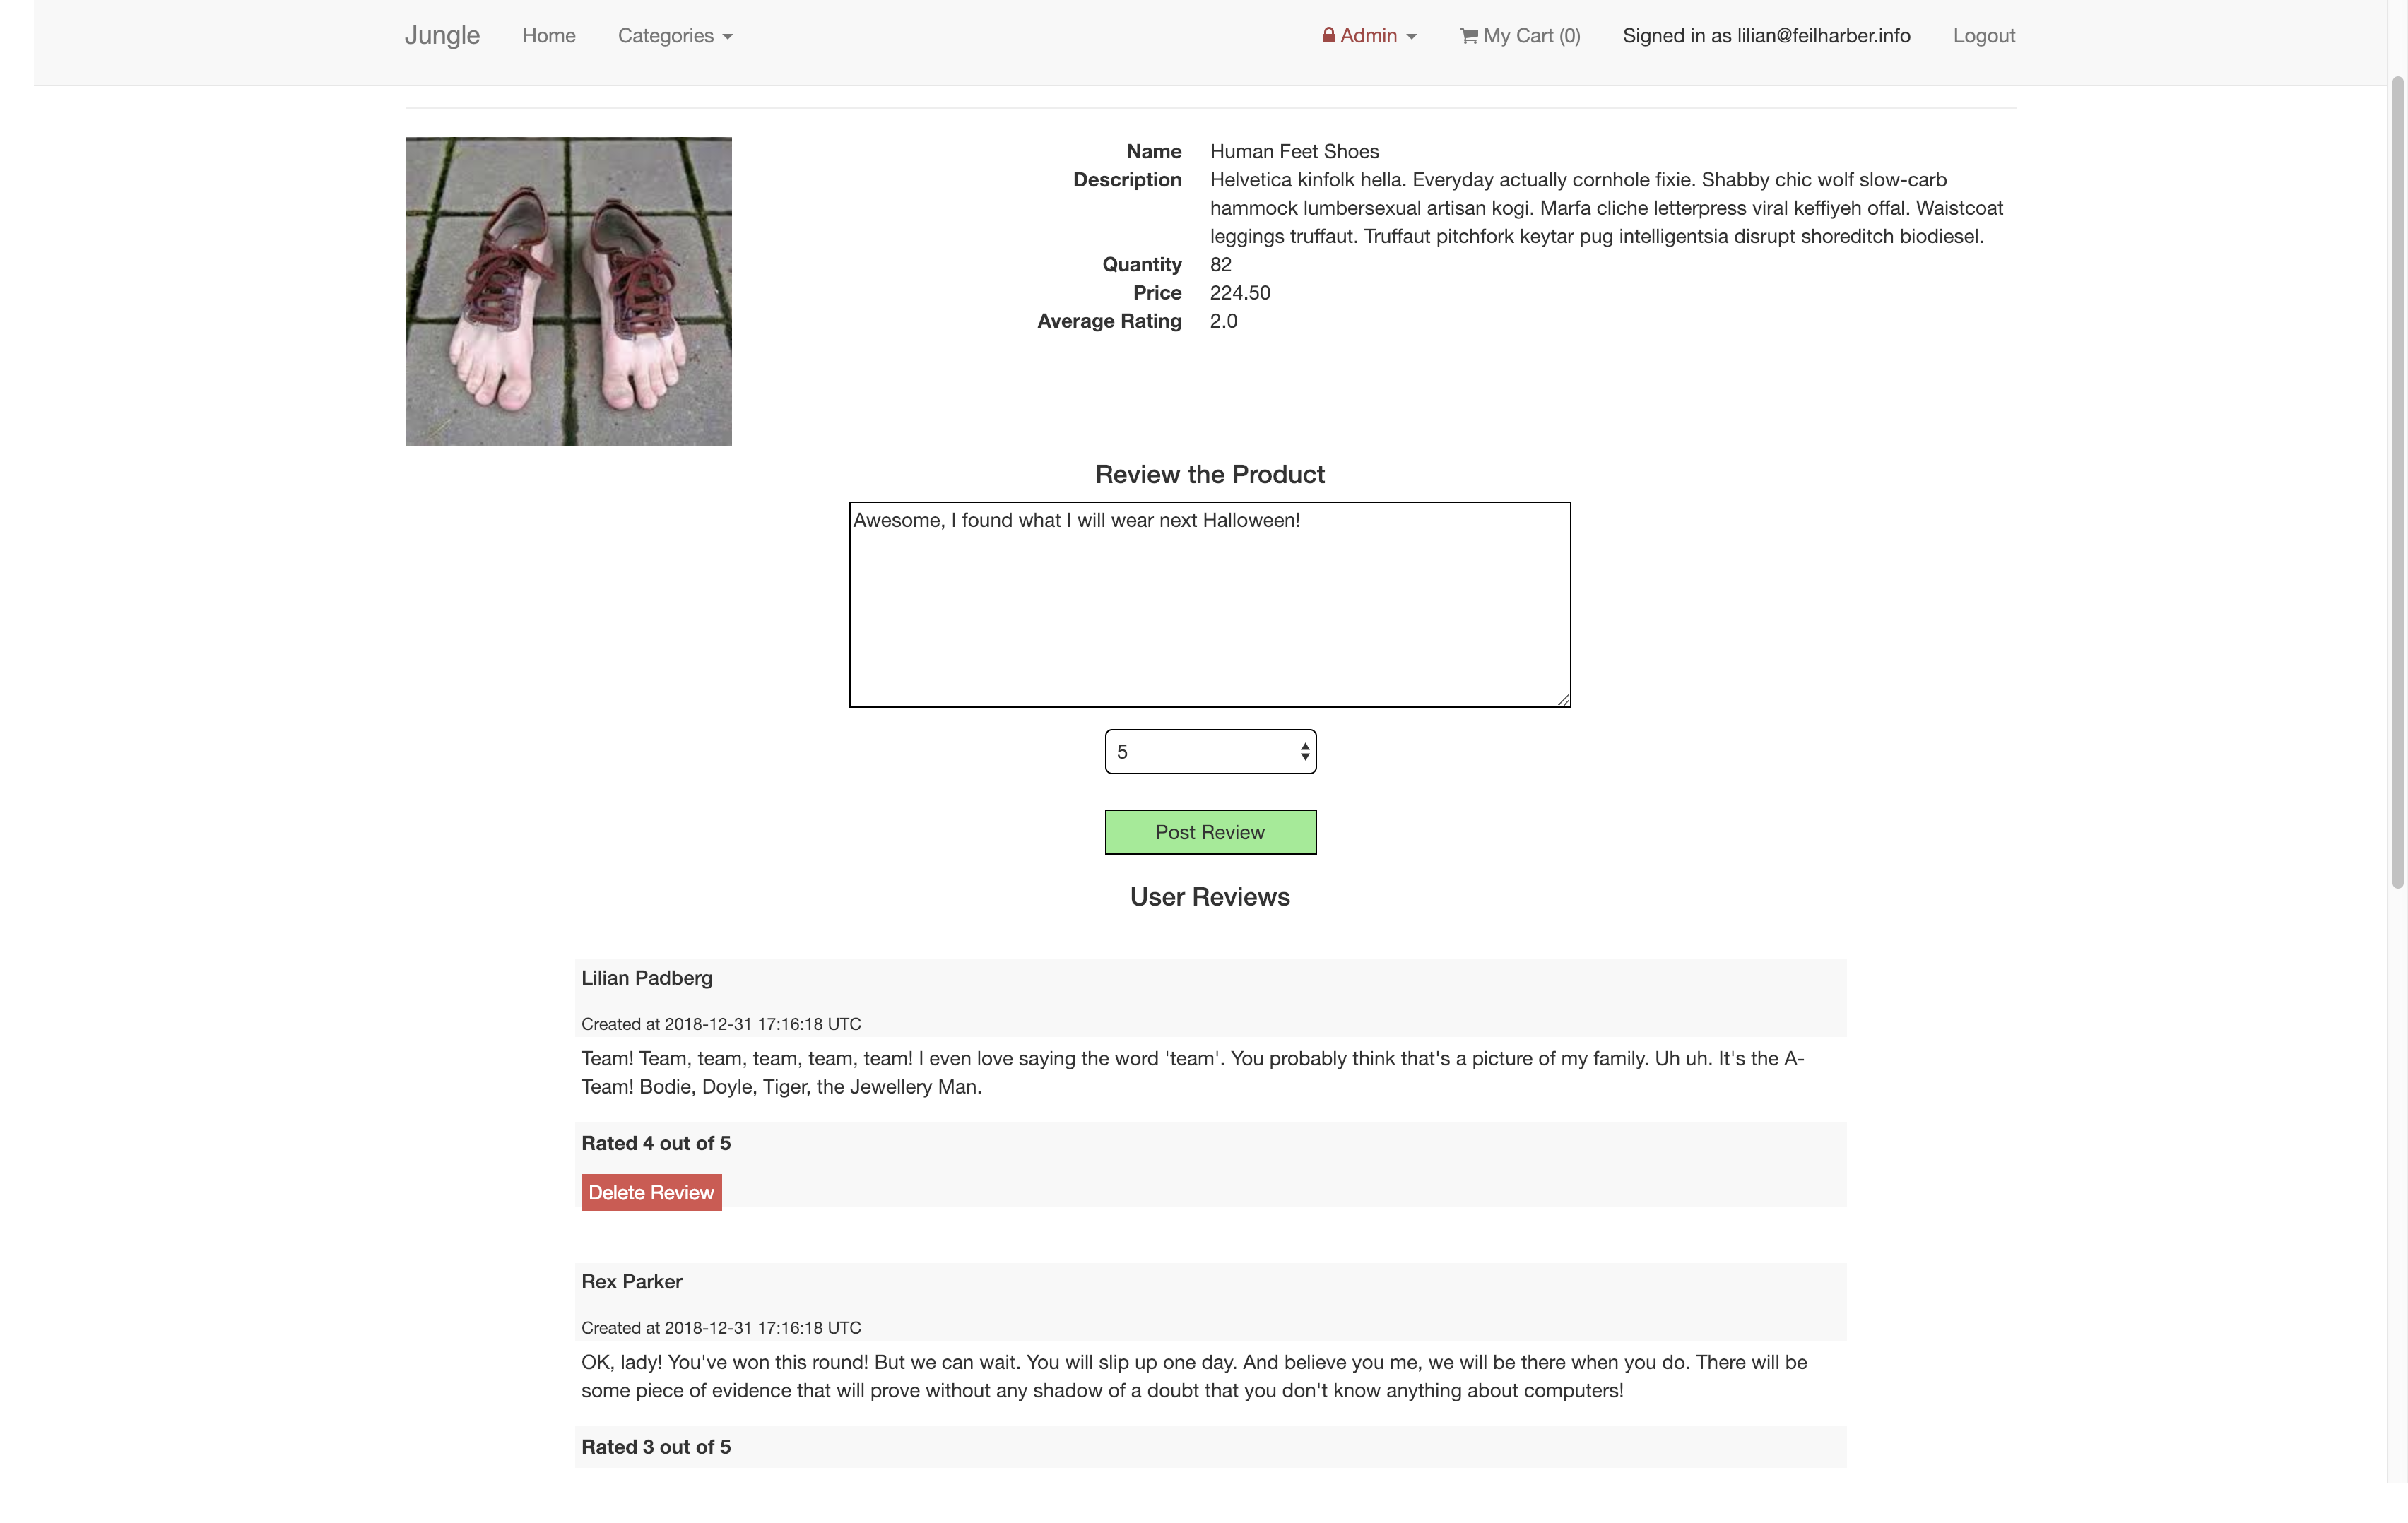 Jungle Home Categories Admin My Cart (0) Signed in as lilian@feilharber.info Logout
Name Human Feet Shoes
Description Helvetica kinfolk hella. Everyday actually cornhole fixie. Shabby chic wolf slow-carb
hammock lumbersexual artisan kogi. Marfa cliche letterpress viral keffiyeh offal. Waistcoat
leggings truffaut. Truffaut pitchfork keytar pug intelligentsia disrupt shoreditch biodiesel.
Quantity 82
Price 224.50
Average Rating 2.0
Review the Product
Awesome, I found what I will wear next Halloween!
5
Post Review
User Reviews
Lilian Padberg
Created at 2018-12-31 17:16:18 UTC
Team! Team, team, team, team, team! I even love saying the word 'team'. You probably think that's a picture of my family. Uh uh. It's the A-
Team! Bodie, Doyle, Tiger, the Jewellery Man.
Rated 4 out of 5
Delete Review
Rex Parker
Created at 2018-12-31 17:16:18 UTC
OK, lady! You've won this round! But we can wait. You will slip up one day. And believe you me, we will be there when you do. There will be
some piece of evidence that will prove without any shadow of a doubt that you don't know anything about computers!
Rated 3 out of 5